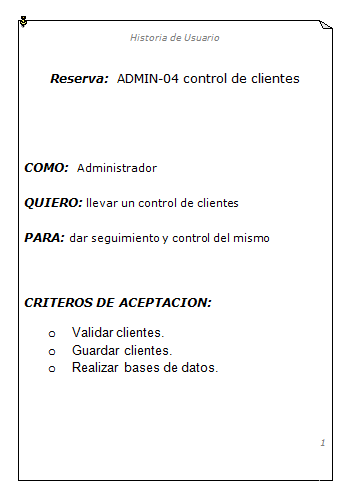 Historia de Usuario
Reserva: ADMIN-04 control de clientes
COMO: Administrador
QUIERO: llevar un control de clientes
PARA: dar seguimiento y control del mismo
CRITEROS DE ACEPTACION:
o Validar clientes.
o Guardar clientes.
o Realizar bases de datos.
1